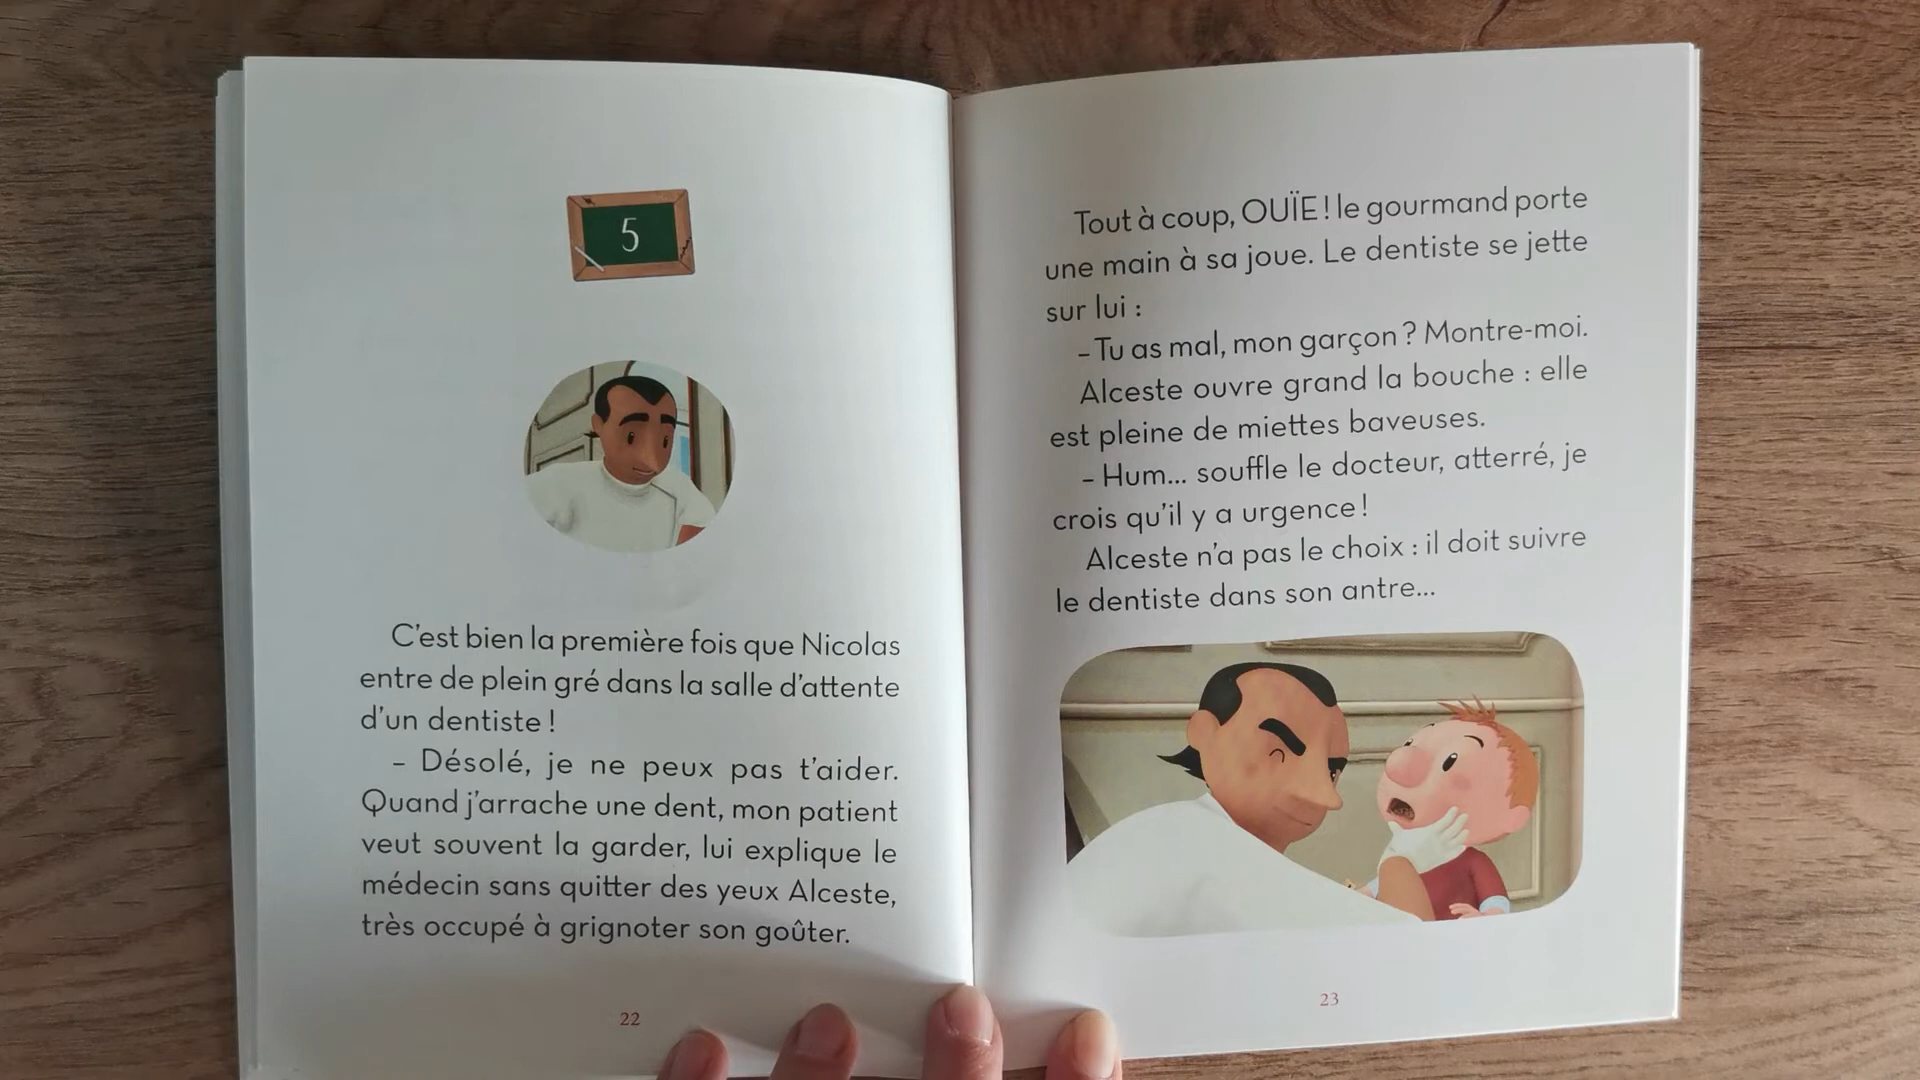 5
C'est bien la première fois que Nicolas
entre de plein gré dans la salle d'attente
d'un dentiste !
– Désolé, je ne peux pas t'aider.
Quand j'arrache une dent, mon patient
veut souvent la garder, lui explique le
médecin sans quitter des yeux Alceste,
très occupé à grignoter son goûter.
22
Tout à coup, OUÏE ! le gourmand porte
une main à sa joue. Le dentiste se jette
sur lui :
– Tu as mal, mon garçon ? Montre-moi.
Alceste ouvre grand la bouche : elle
est pleine de miettes baveuses.
– Hum... souffle le docteur, atterré, je
crois qu'il y a urgence !
Alceste n'a pas le choix : il doit suivre
le dentiste dans son antre...
23